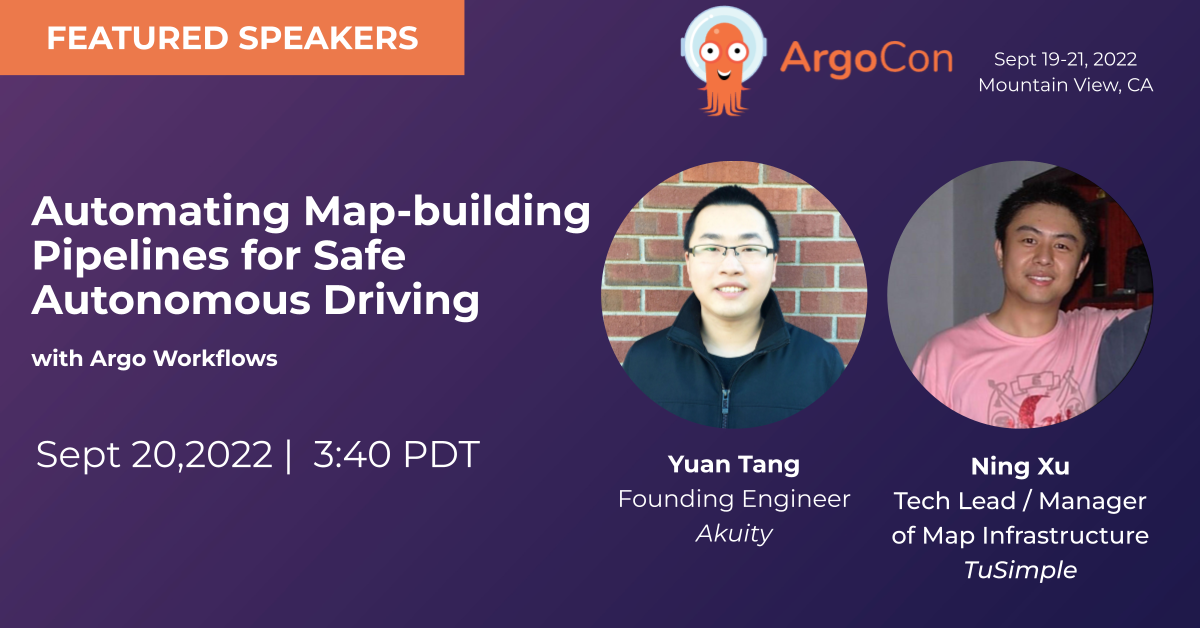 FEATURED SPEAKERS
ArgoCon
Sept 19-21, 2022
Mountain View, CA
Automating Map-building
Pipelines for Safe
Autonomous Driving
with Argo Workflows
Sept 20,2022 | 3:40 PDT
Yuan Tang
Founding Engineer
Akuity
Ning Xu
Tech Lead / Manager
of Map Infrastructure
TuSimple